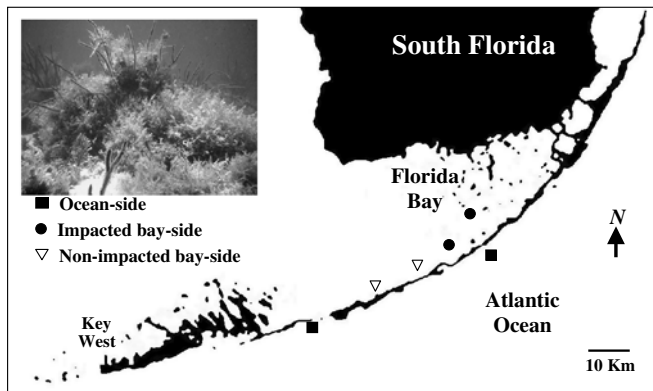 South Florida
Florida
Bay
Ocean-side
Impacted bay-side
Non-impacted bay-side
N
Key
West
Atlantic
Ocean
10 Km